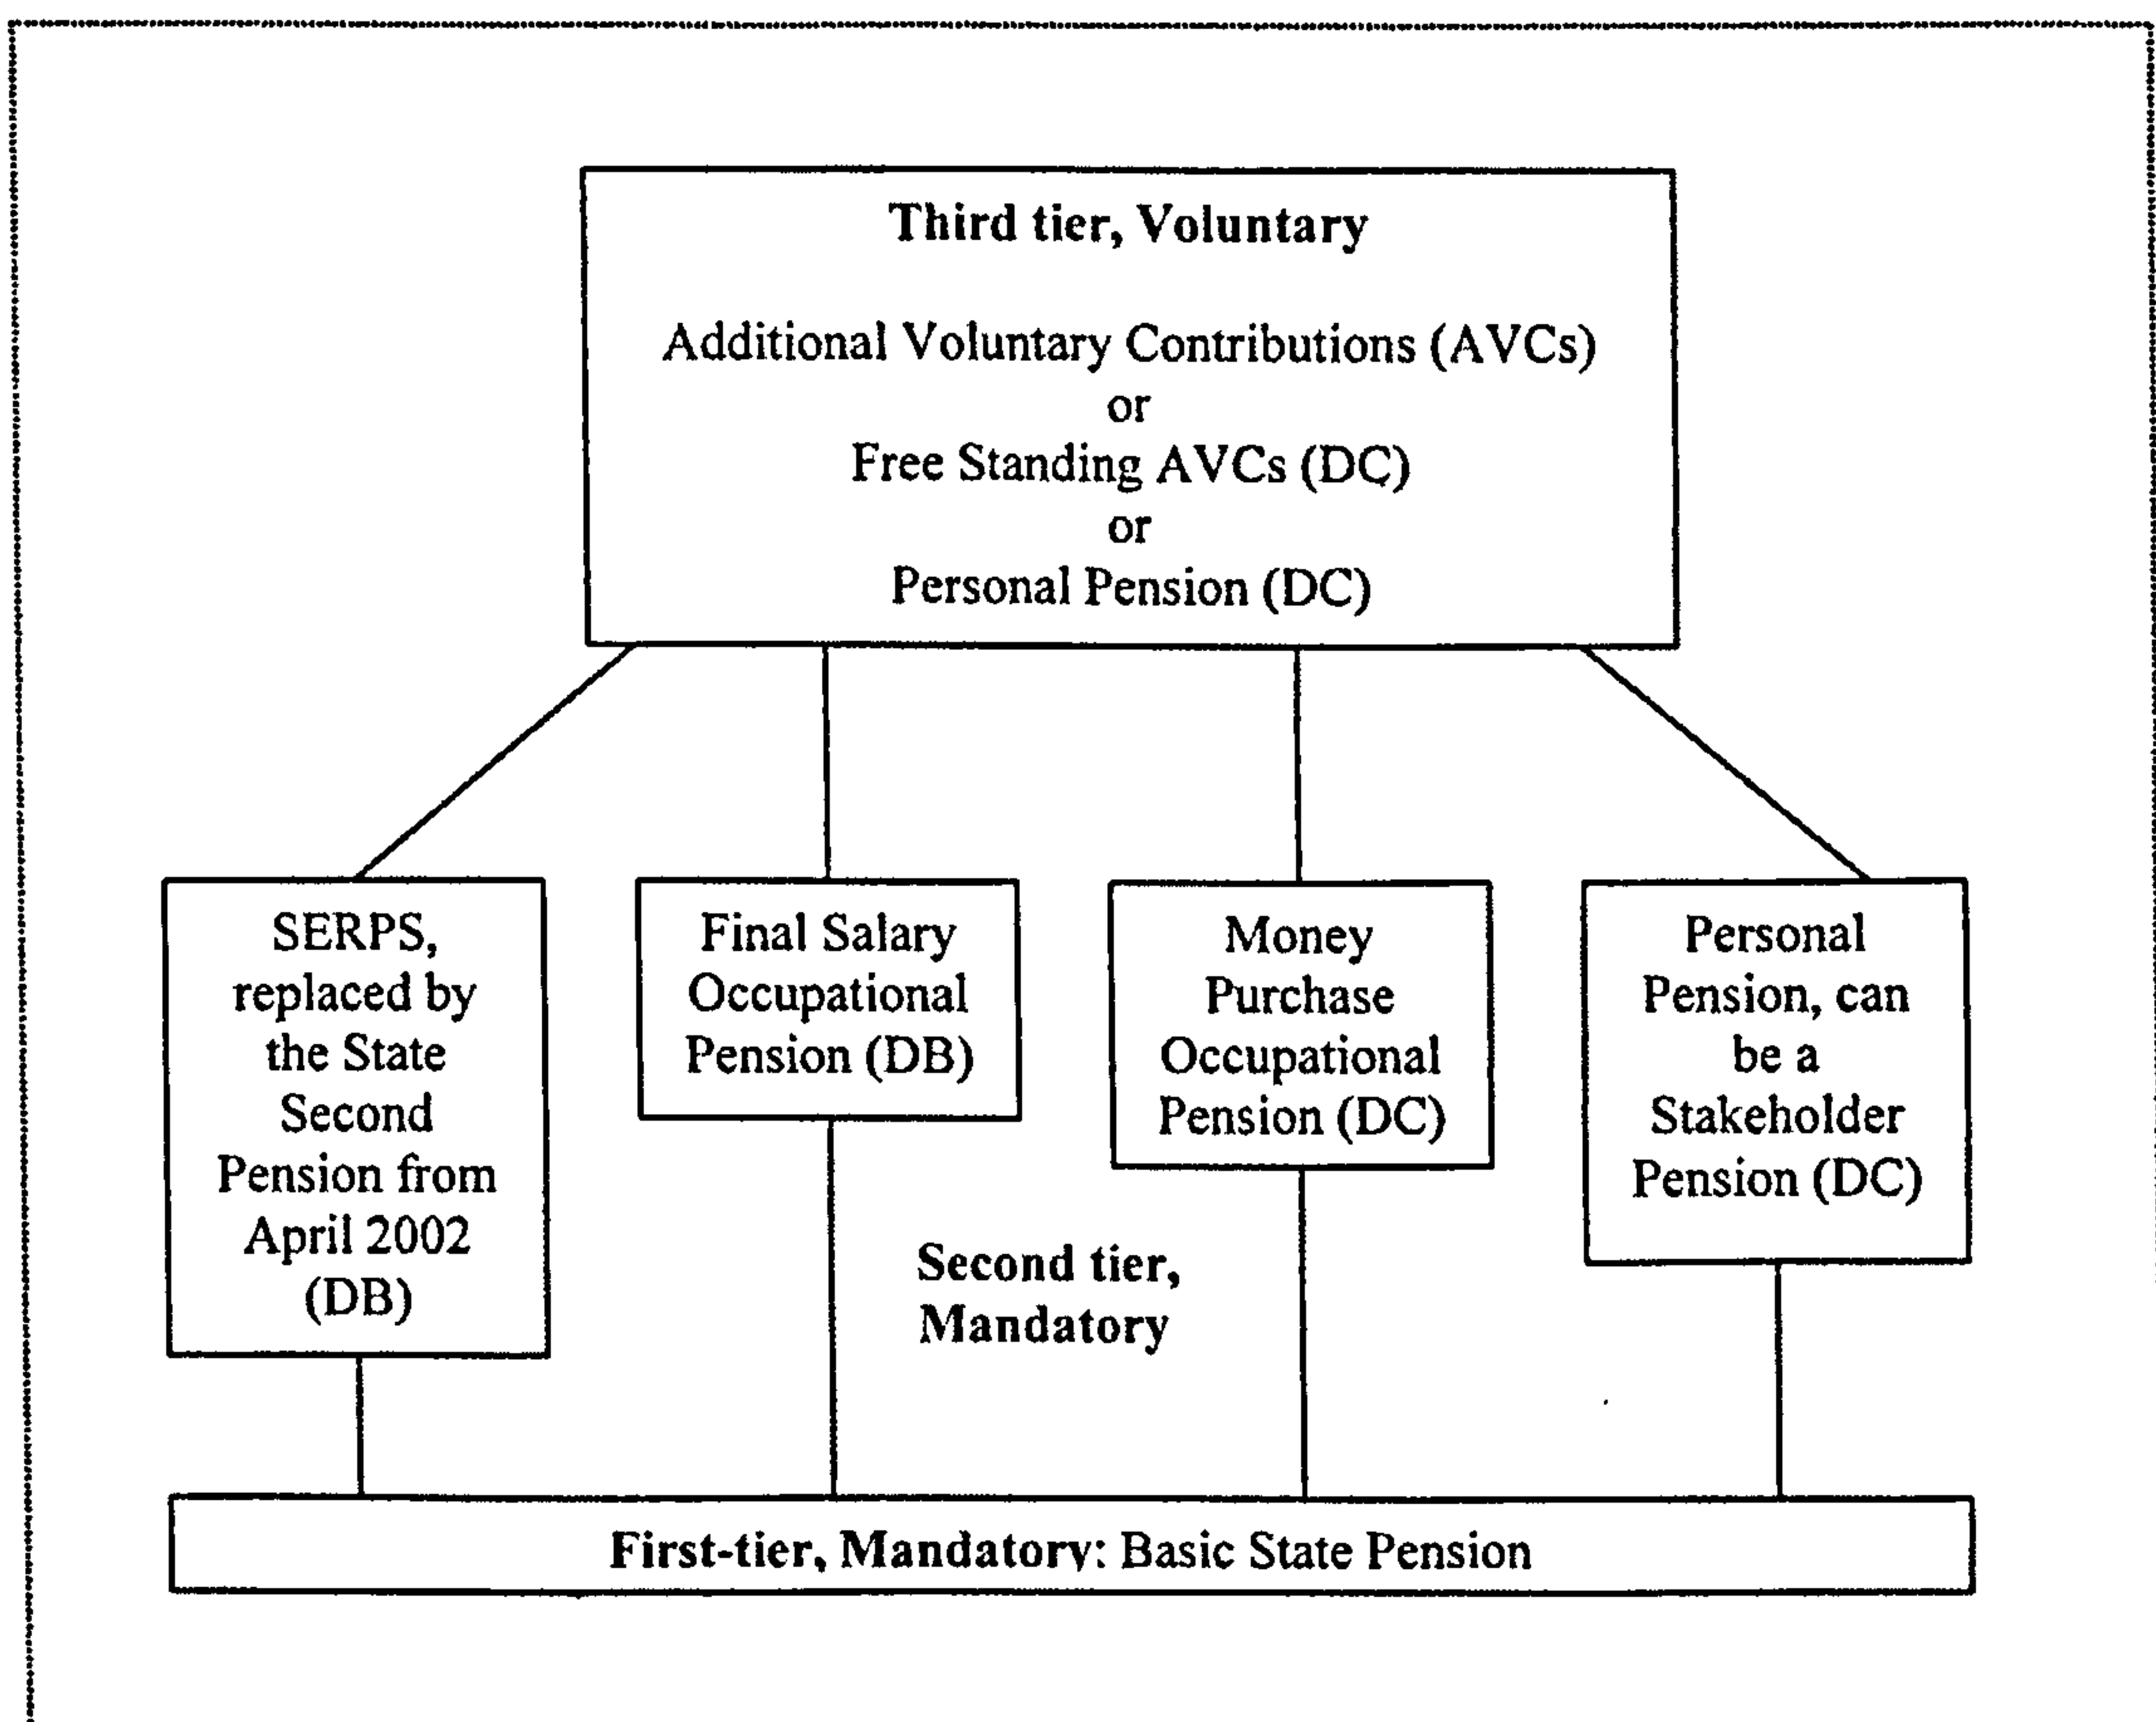 Third tier, Voluntary
Additional Voluntary Contributions (AVCs)
or
Free Standing AVCs (DC)
or
Personal Pension (DC)
SERPS,
replaced by
the State
Second
Pension from
April 2002
(DB)
Final Salary
Occupational
Pension (DB)
Money
Purchase
Occupational
Pension (DC)
Personal
Pension, can
be a
Stakeholder
Pension (DC)
Second tier,
Mandatory
First-tier, Mandatory: Basic State Pension